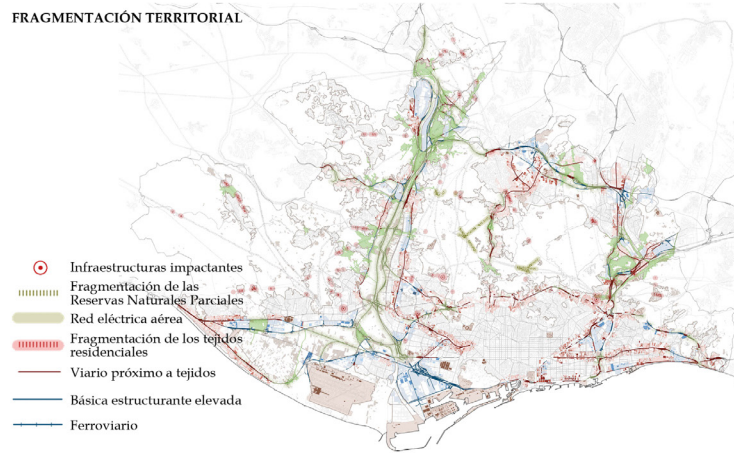 FRAGMENTACIÓN TERRITORIAL
Infraestructuras impactantes
Fragmentación de las
Reservas Naturales Parciales
Red eléctrica aérea
Fragmentación de los tejidos
residenciales
Viario próximo a tejidos
Básica estructurante elevada
Ferroviario